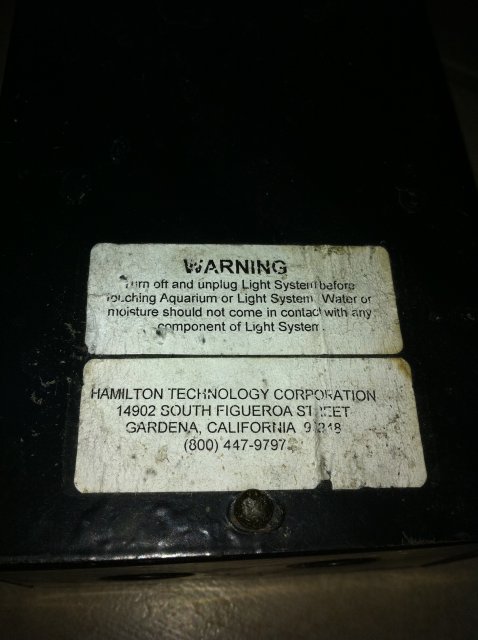 WARNING
Turn off and unplug Light System before
Touching Aquarium or Light System. Water or
moisture should not come in contact with any
component of Light System.
HAMILTON TECHNOLOGY CORPORATION
14902 SOUTH FIGUEROA STREET
GARDENA, CALIFORNIA
(800) 447-9797